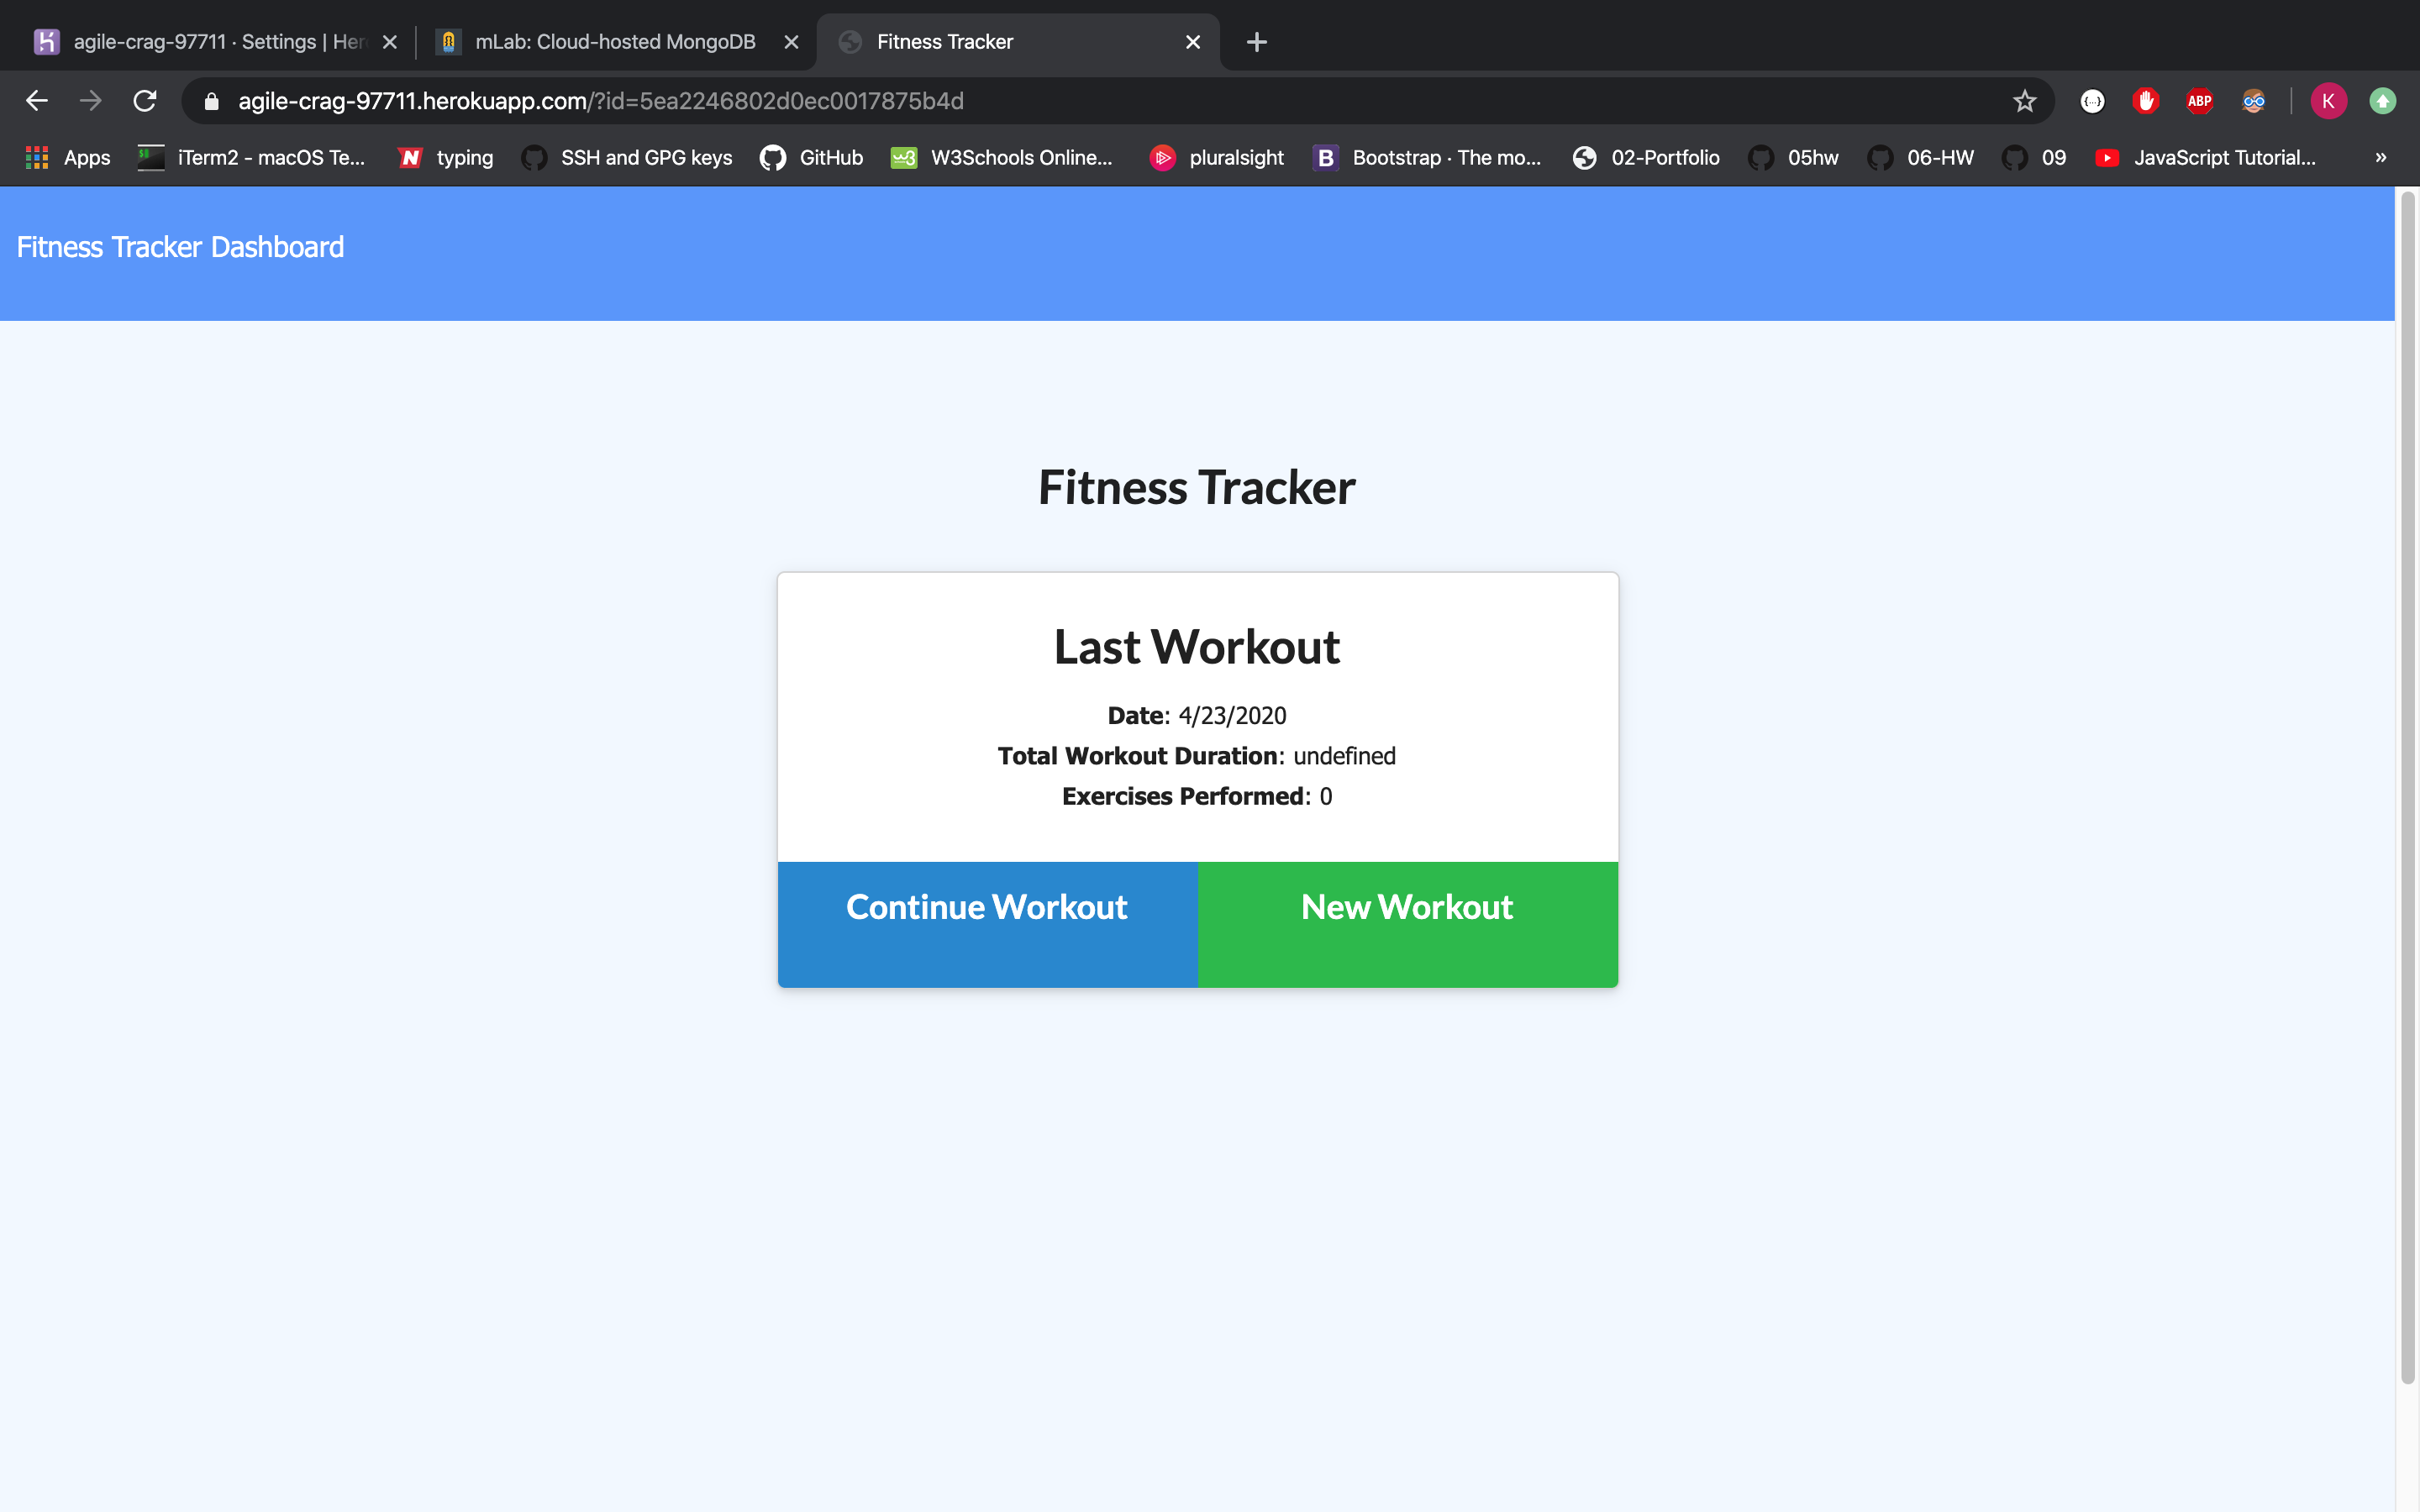 agile-crag-97711 · Settings | Her
mLab: Cloud-hosted MongoDB
Fitness Tracker
agile-crag-97711.herokuapp.com/?id=5ea2246802d0ec0017875b4d
ABP
K
Apps
iTerm2 - macOS Te...
typing
SSH and GPG keys
GitHub
W3Schools Online...
pluralsight
Bootstrap · The mo...
02-Portfolio
05hw
06-HW
09
JavaScript Tutorial...
»
Fitness Tracker Dashboard
Fitness Tracker
Last Workout
Date: 4/23/2020
Total Workout Duration: undefined
Exercises Performed: 0
Continue Workout
New Workout